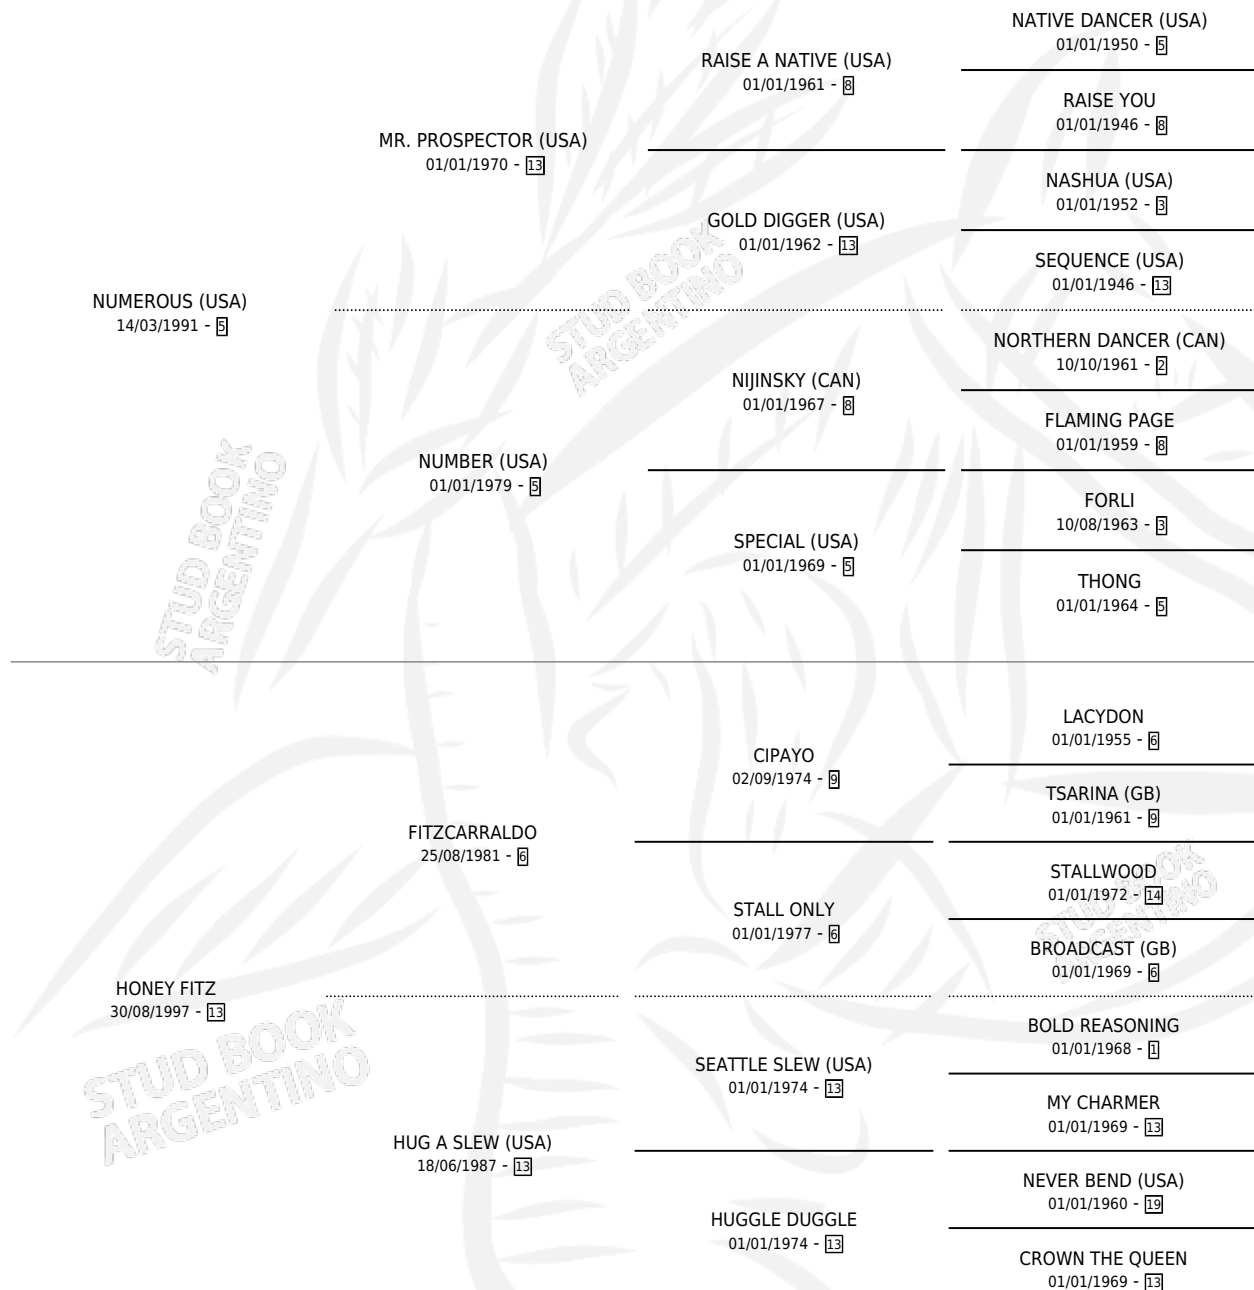 NATIVE DANCER (USA)
01/01/1950 - 5
RAISE A NATIVE (USA)
01/01/1961 - 8
RAISE YOU
01/01/1946 - 8
MR. PROSPECTOR (USA)
01/01/1970 - 13
NASHUA (USA)
01/01/1952 - 3
GOLD DIGGER (USA)
01/01/1962 - 13
SEQUENCE (USA)
01/01/1946 - 13
NUMEROUS (USA)
14/03/1991 - 5
STUD BOOK
ARGENTINO
NORTHERN DANCER (CAN)
10/10/1961 - 2
NIJINSKY (CAN)
01/01/1967 - 8
FLAMING PAGE
01/01/1959 - 8
NUMBER (USA)
01/01/1979 - 5
FORLI
10/08/1963 - 3
SPECIAL (USA)
01/01/1969 - 5
THONG
01/01/1964 - 5
STUD BOOK
ARGENTINO
LACYDON
01/01/1955 - 6
CIPAYO
02/09/1974 - 9
TSARINA (GB)
01/01/1961 - 9
FITZCARRALDO
25/08/1981 - 6
STALLWOOD
01/01/1972 - 14
STALL ONLY
01/01/1977 - 6
BROADCAST (GB)
01/01/1969 - 6
STUD BOOK
ARGENTINO
HONEY FITZ
30/08/1997 - 13
BOLD REASONING
01/01/1968 - 1
SEATTLE SLEW (USA)
01/01/1974 - 13
MY CHARMER
01/01/1969 - 13
STUD BOOK
ARGENTINO
HUG A SLEW (USA)
18/06/1987 - 13
NEVER BEND (USA)
01/01/1960 - 19
HUGGLE DUGGLE
01/01/1974 - 13
CROWN THE QUEEN
01/01/1969 - 13